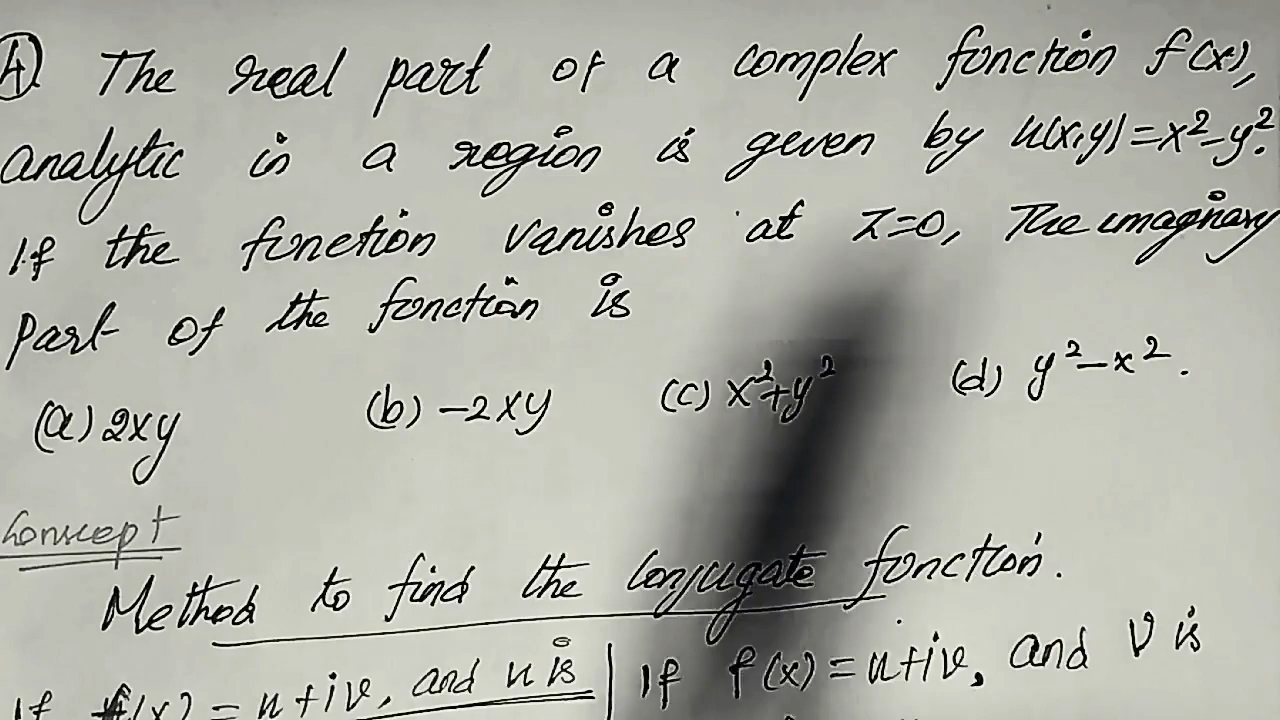 4) The real part of a complex function f(x),
analytic in a region is given by u(x,y)=x²-y².
If the function vanishes at z=0, The imaginary
Part of the function is
(a) 2xy (b) -2xy (c) x²+y² (d) y²-x².
Concept
Method to find the Conjugate function.
If f(x) = u+iv, and u is | If f(x) = u+iv, and V is